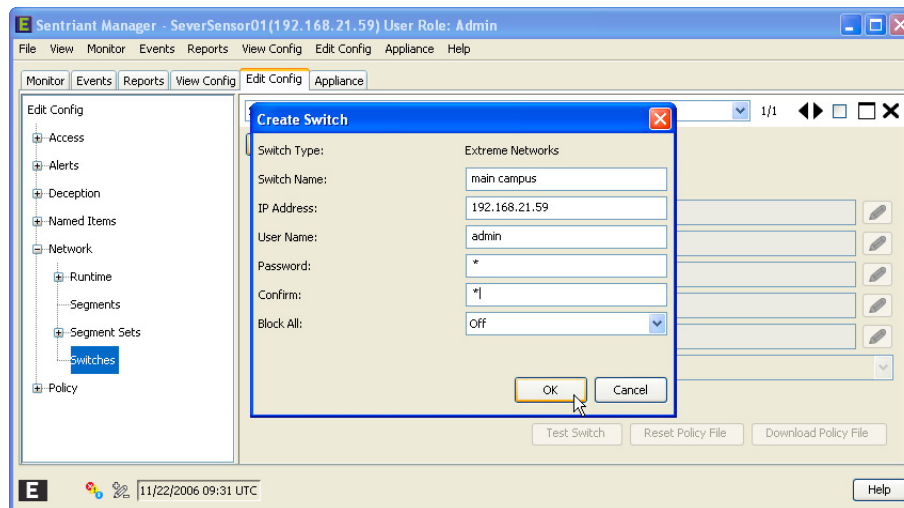 E Sentriant Manager - SeverSensor01(192.168.21.59) User Role: Admin
File View Monitor Events Reports View Config Edit Config Appliance Help
Monitor Events Reports View Config Edit Config Appliance
Edit Config
1/1
Access
Alerts
Deception
Named Items
Network
Runtime
Segments
Segment Sets
Switches
Policy
Create Switch
Switch Type: Extreme Networks
Switch Name: main campus
IP Address: 192.168.21.59
User Name: admin
Password: *
Confirm: *
Block All: Off
OK Cancel
Test Switch Reset Policy File Download Policy File
E 11/22/2006 09:31 UTC Help